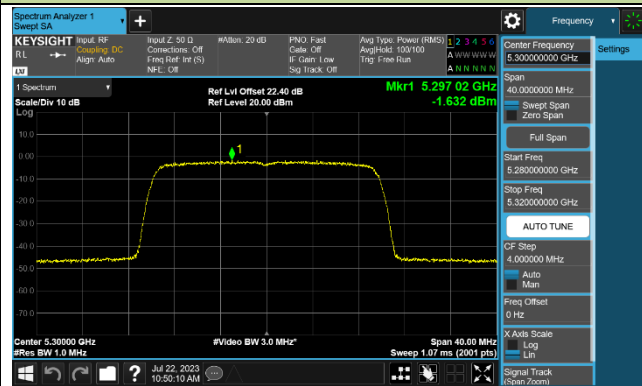 Spectrum Analyzer 1
Swept SA
Frequency
KEYSIGHT
RL
LXI
Input: RF
Coupling: DC
Align: Auto
Input Z: 50 Ω
Corrections: Off
Freq Ref: Int (S)
NFE: Off
#Atten: 20 dB
PNO: Fast
Gate: Off
IF Gain: Low
Sig Track: Off
Avg Type: Power (RMS)
Avg|Hold: 100/100
Trig: Free Run
1 2 3 4 5 6
A W W W W W
A N N N N N
1 Spectrum
Scale/Div 10 dB
Log
Ref Lvl Offset 22.40 dB
Ref Level 20.00 dBm
Mkr1 5.297 02 GHz
-1.632 dBm
1
10.0
0.00
-10.0
-20.0
-30.0
-40.0
-50.0
-60.0
-70.0
Center 5.30000 GHz
#Res BW 1.0 MHz
#Video BW 3.0 MHz*
Span 40.00 MHz
Sweep 1.07 ms (2001 pts)
Jul 22, 2023
10:50:10 AM
Center Frequency
5.300000000 GHz
Settings
Span
40.0000000 MHz
Swept Span
Zero Span
Full Span
Start Freq
5.280000000 GHz
Stop Freq
5.320000000 GHz
AUTO TUNE
CF Step
4.000000 MHz
Auto
Man
Freq Offset
0 Hz
X Axis Scale
Log
Lin
Signal Track
(Span Zoom)